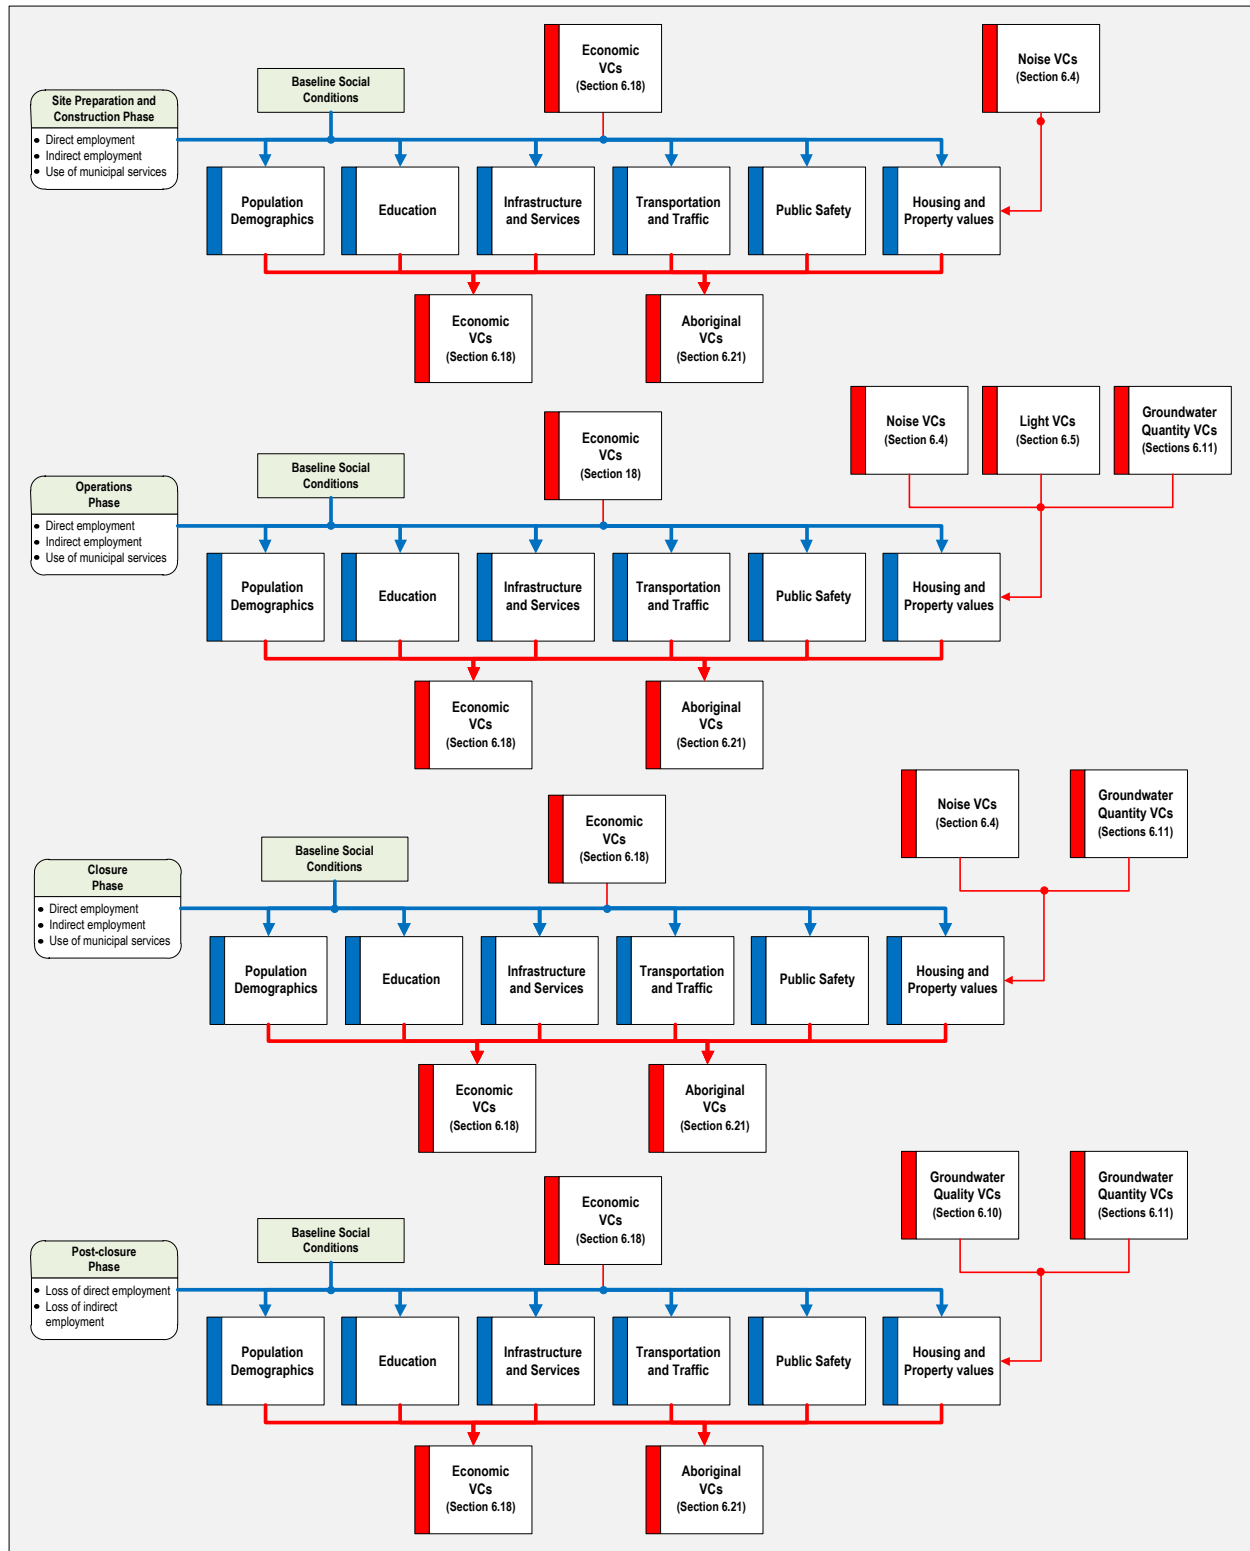 Economic
VCs
(Section 6.18)
Noise VCs
(Section 6.4)
Baseline Social
Conditions
Site Preparation and
Construction Phase
• Direct employment
• Indirect employment
• Use of municipal services
Population
Demographics
Education
Infrastructure
and Services
Transportation
and Traffic
Public Safety
Housing and
Property values
Economic
VCs
(Section 6.18)
Aboriginal
VCs
(Section 6.21)
Noise VCs
(Section 6.4)
Light VCs
(Section 6.5)
Groundwater
Quantity VCs
(Sections 6.11)
Economic
VCs
(Section 18)
Baseline Social
Conditions
Operations
Phase
• Direct employment
• Indirect employment
• Use of municipal services
Population
Demographics
Education
Infrastructure
and Services
Transportation
and Traffic
Public Safety
Housing and
Property values
Economic
VCs
(Section 6.18)
Aboriginal
VCs
(Section 6.21)
Noise VCs
(Section 6.4)
Groundwater
Quantity VCs
(Sections 6.11)
Economic
VCs
(Section 6.18)
Baseline Social
Conditions
Closure
Phase
• Direct employment
• Indirect employment
• Use of municipal services
Population
Demographics
Education
Infrastructure
and Services
Transportation
and Traffic
Public Safety
Housing and
Property values
Economic
VCs
(Section 6.18)
Aboriginal
VCs
(Section 6.21)
Groundwater
Quality VCs
(Section 6.10)
Groundwater
Quantity VCs
(Sections 6.11)
Economic
VCs
(Section 6.18)
Baseline Social
Conditions
Post-closure
Phase
• Loss of direct employment
• Loss of indirect
employment
Population
Demographics
Education
Infrastructure
and Services
Transportation
and Traffic
Public Safety
Housing and
Property values
Economic
VCs
(Section 6.18)
Aboriginal
VCs
(Section 6.21)